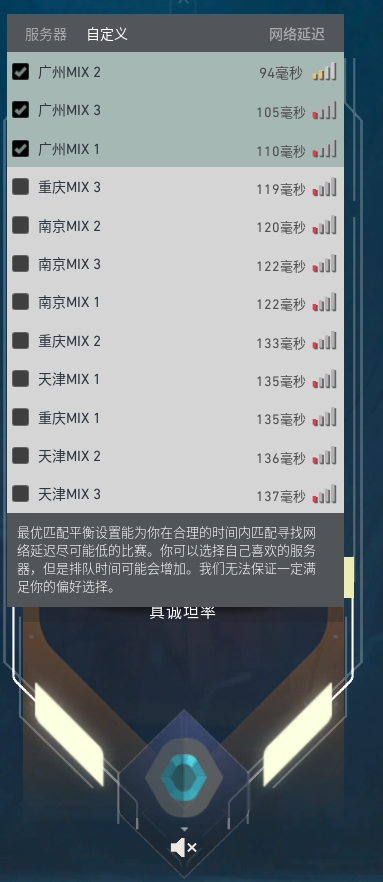 服务器 自定义 网络延迟
广州MIX 2 94毫秒
广州MIX 3 105毫秒
广州MIX 1 110毫秒
重庆MIX 3 119毫秒
南京MIX 2 120毫秒
南京MIX 3 122毫秒
南京MIX 1 122毫秒
重庆MIX 2 133毫秒
天津MIX 1 135毫秒
重庆MIX 1 135毫秒
天津MIX 2 136毫秒
天津MIX 3 137毫秒
最优匹配平衡设置能为你在合理的时间内匹配寻找网
络延迟尽可能低的比赛。你可以选择自己喜欢的服务
器，但是排队时间可能会增加。我们无法保证一定满
足你的偏好选择。
真诚坦率